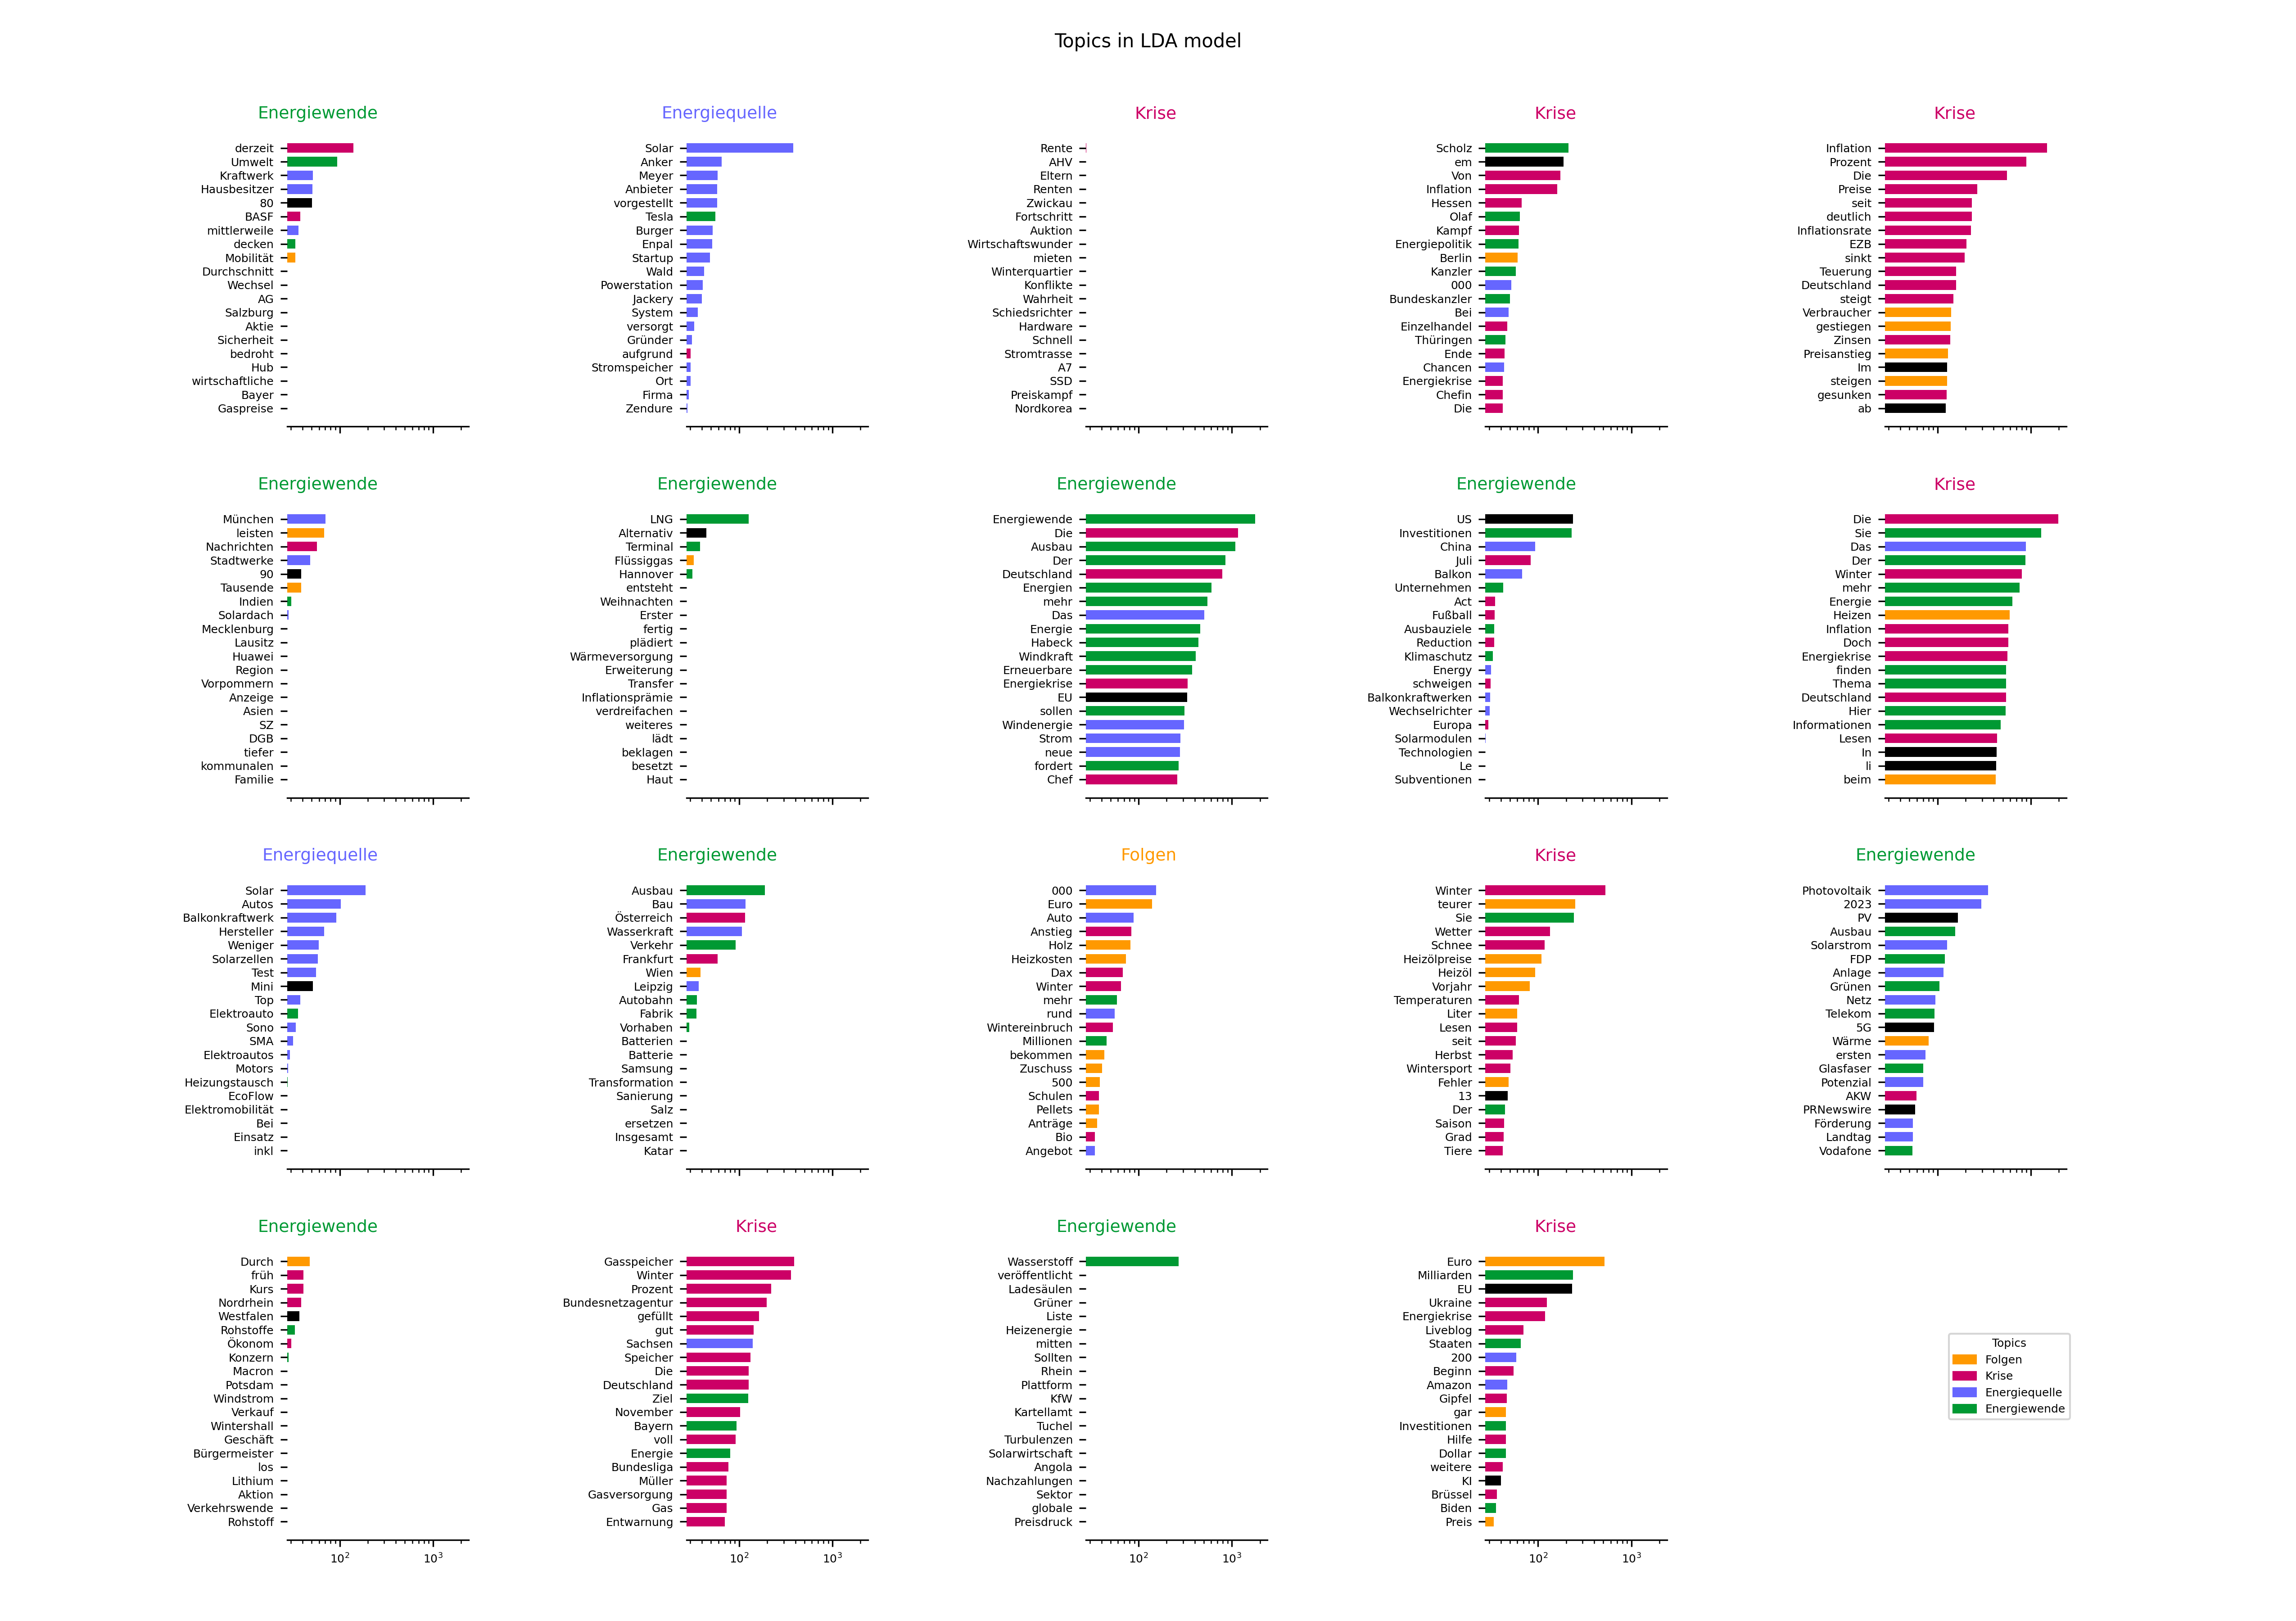 Topics in LDA model
Energiewende
derzeit
Umwelt
Kraftwerk
Hausbesitzer
80
BASF
mittlerweile
decken
Mobilität
Durchschnitt
Wechsel
AG
Salzburg
Aktie
Sicherheit
bedroht
Hub
wirtschaftliche
Bayer
Gaspreise
Energiequelle
Solar
Anker
Meyer
Anbieter
vorgestellt
Tesla
Burger
Enpal
Startup
Wald
Powerstation
Jackery
System
versorgt
Gründer
aufgrund
Stromspeicher
Ort
Firma
Zendure
Krise
Rente
AHV
Eltern
Renten
Zwickau
Fortschritt
Auktion
Wirtschaftswunder
mieten
Winterquartier
Konflikte
Wahrheit
Schiedsrichter
Hardware
Schnell
Stromtrasse
A7
SSD
Preiskampf
Nordkorea
Krise
Scholz
em
Von
Inflation
Hessen
Olaf
Kampf
Energiepolitik
Berlin
Kanzler
000
Bundeskanzler
Bei
Einzelhandel
Thüringen
Ende
Chancen
Energiekrise
Chefin
Die
Krise
Inflation
Prozent
Die
Preise
seit
deutlich
Inflationsrate
EZB
sinkt
Teuerung
Deutschland
steigt
Verbraucher
gestiegen
Zinsen
Preisanstieg
Im
steigen
gesunken
ab
Energiewende
München
leisten
Nachrichten
Stadtwerke
90
Tausende
Indien
Solardach
Mecklenburg
Lausitz
Huawei
Region
Vorpommern
Anzeige
Asien
SZ
DGB
tiefer
kommunalen
Familie
Energiewende
LNG
Alternativ
Terminal
Flüssiggas
Hannover
entsteht
Weihnachten
Erster
fertig
plädiert
Wärmeversorgung
Erweiterung
Transfer
Inflationsprämie
verdreifachen
weiteres
lädt
beklagen
besetzt
Haut
Energiewende
Energiewende
Die
Ausbau
Der
Deutschland
Energien
mehr
Das
Energie
Habeck
Windkraft
Erneuerbare
Energiekrise
EU
sollen
Windenergie
Strom
neue
fordert
Chef
Energiewende
US
Investitionen
China
Juli
Balkon
Unternehmen
Act
Fußball
Ausbauziele
Reduction
Klimaschutz
Energy
schweigen
Balkonkraftwerken
Wechselrichter
Europa
Solarmodulen
Technologien
Le
Subventionen
Krise
Die
Sie
Das
Der
Winter
mehr
Energie
Heizen
Inflation
Doch
Energiekrise
finden
Thema
Deutschland
Hier
Informationen
Lesen
In
li
beim
Energiequelle
Solar
Autos
Balkonkraftwerk
Hersteller
Weniger
Solarzellen
Test
Mini
Top
Elektroauto
Sono
SMA
Elektroautos
Motors
Heizungstausch
EcoFlow
Elektromobilität
Bei
Einsatz
inkl
Energiewende
Ausbau
Bau
Österreich
Wasserkraft
Verkehr
Frankfurt
Wien
Leipzig
Autobahn
Fabrik
Vorhaben
Batterien
Batterie
Samsung
Transformation
Sanierung
Salz
ersetzen
Insgesamt
Katar
Folgen
000
Euro
Auto
Anstieg
Holz
Heizkosten
Dax
Winter
mehr
rund
Wintereinbruch
Millionen
bekommen
Zuschuss
500
Schulen
Pellets
Anträge
Bio
Angebot
Krise
Winter
teurer
Sie
Wetter
Schnee
Heizölpreise
Heizöl
Vorjahr
Temperaturen
Liter
Lesen
seit
Herbst
Wintersport
Fehler
13
Der
Saison
Grad
Tiere
Energiewende
Photovoltaik
2023
PV
Ausbau
Solarstrom
FDP
Anlage
Grünen
Netz
Telekom
5G
Wärme
ersten
Glasfaser
Potenzial
AKW
PRNewswire
Förderung
Landtag
Vodafone
Energiewende
Durch
früh
Kurs
Nordrhein
Westfalen
Rohstoffe
Ökonom
Konzern
Macron
Potsdam
Windstrom
Verkauf
Wintershall
Geschäft
Bürgermeister
los
Lithium
Aktion
Verkehrswende
Rohstoff
10² 10³
Krise
Gasspeicher
Winter
Prozent
Bundesnetzagentur
gefüllt
gut
Sachsen
Speicher
Die
Deutschland
Ziel
November
Bayern
voll
Energie
Bundesliga
Müller
Gasversorgung
Gas
Entwarnung
10² 10³
Energiewende
Wasserstoff
veröffentlicht
Ladesäulen
Grüner
Liste
Heizenergie
mitten
Sollten
Rhein
Plattform
KfW
Kartellamt
Tuchel
Turbulenzen
Solarwirtschaft
Angola
Nachzahlungen
Sektor
globale
Preisdruck
10² 10³
Krise
Euro
Milliarden
EU
Ukraine
Energiekrise
Liveblog
Staaten
200
Beginn
Amazon
Gipfel
gar
Investitionen
Hilfe
Dollar
weitere
KI
Brüssel
Biden
Preis
10² 10³
Topics
Folgen
Krise
Energiequelle
Energiewende